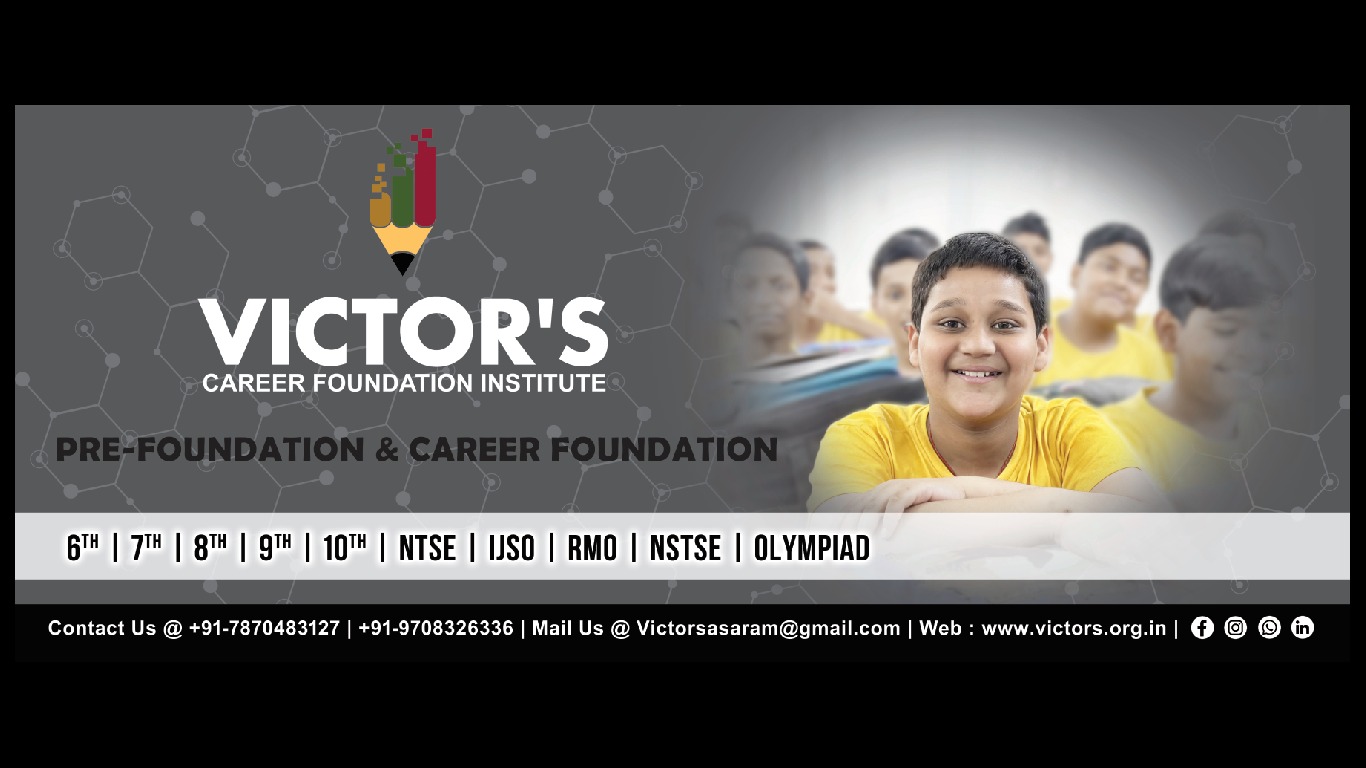 VICTOR'S
CAREER FOUNDATION INSTITUTE
PRE-FOUNDATION & CAREER FOUNDATION
6TH | 7TH | 8TH | 9TH | 10TH | NTSE | IJSO | RMO | NSTSE | OLYMPIAD
Contact Us @ +91-7870483127 | +91-9708326336 | Mail Us @ Victorsasaram@gmail.com | Web : www.victors.org.in |